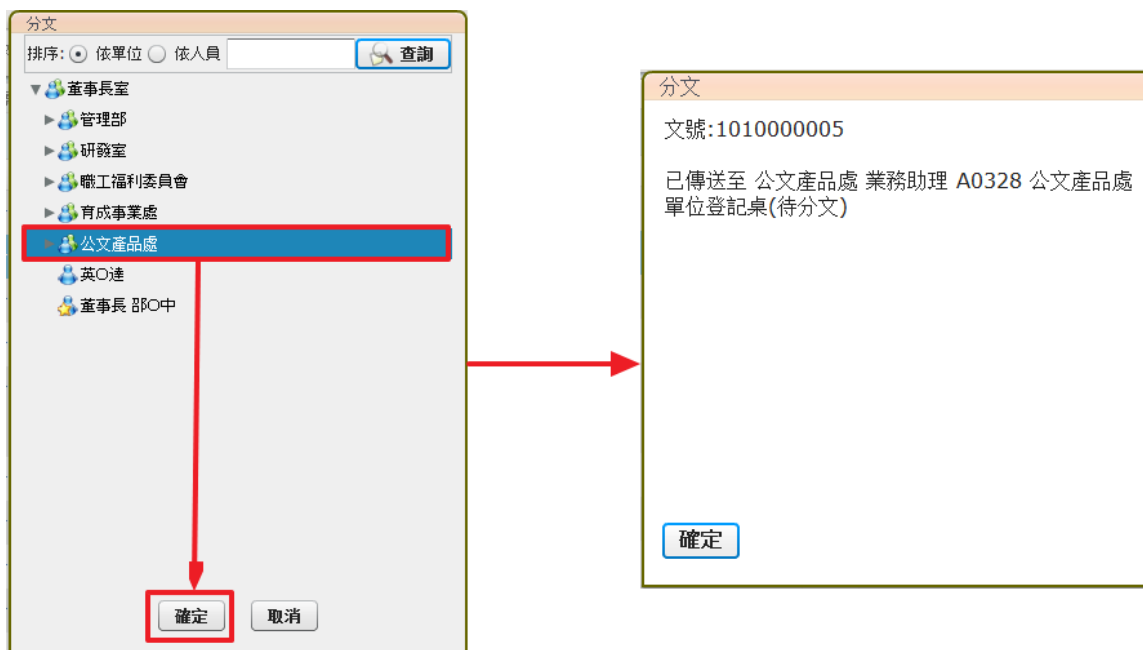 分文
排序: 依單位 依人員 查詢
董事長室
管理部
研發室
職工福利委員會
育成事業處
公文產品處
英O達
董事長 邵O中
確定 取消
分文
文號:1010000005
已傳送至 公文產品處 業務助理 A0328 公文產品處
單位登記桌(待分文)
確定